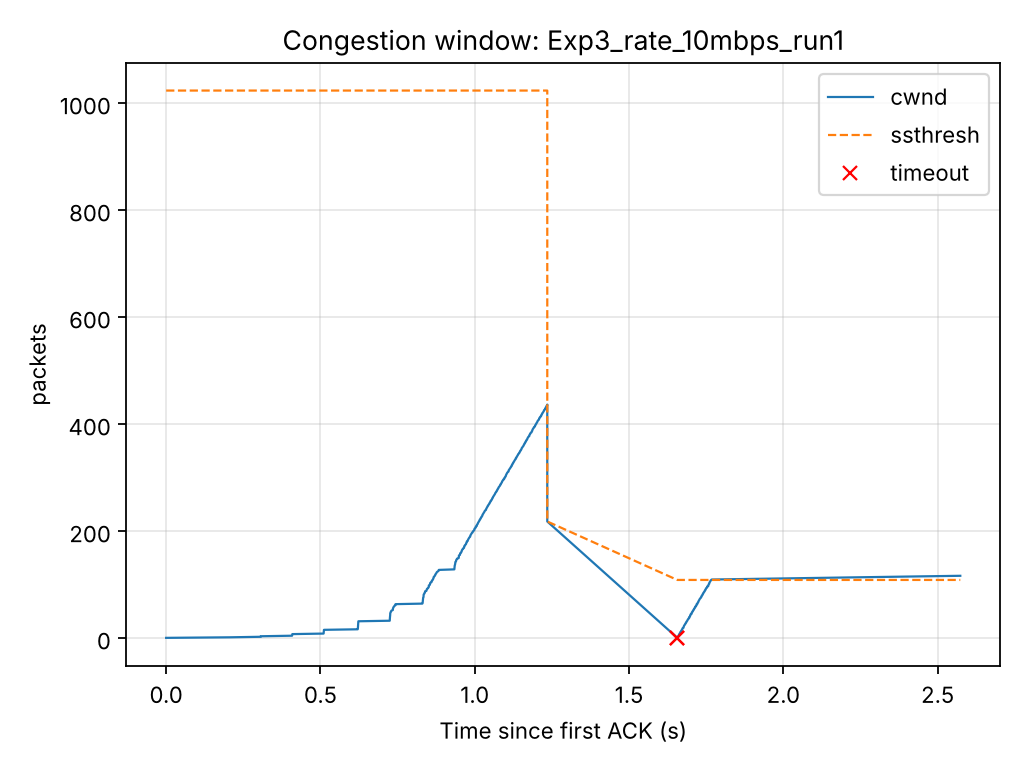 Congestion window: Exp3_rate_10mbps_run1
cwnd
ssthresh
timeout
packets
1000
800
600
400
200
0
0.0 0.5 1.0 1.5 2.0 2.5
Time since first ACK (s)